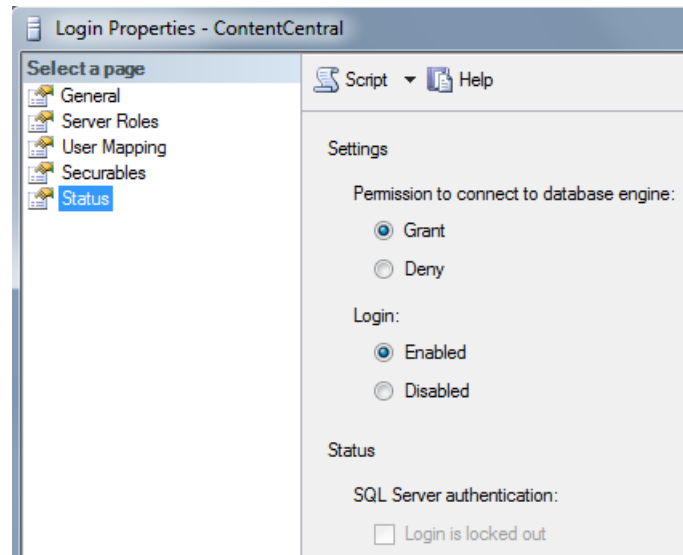 Login Properties - ContentCentral
Select a page
General
Server Roles
User Mapping
Securables
Status
Script Help
Settings
Permission to connect to database engine:
Grant
Deny
Login:
Enabled
Disabled
Status
SQL Server authentication:
Login is locked out